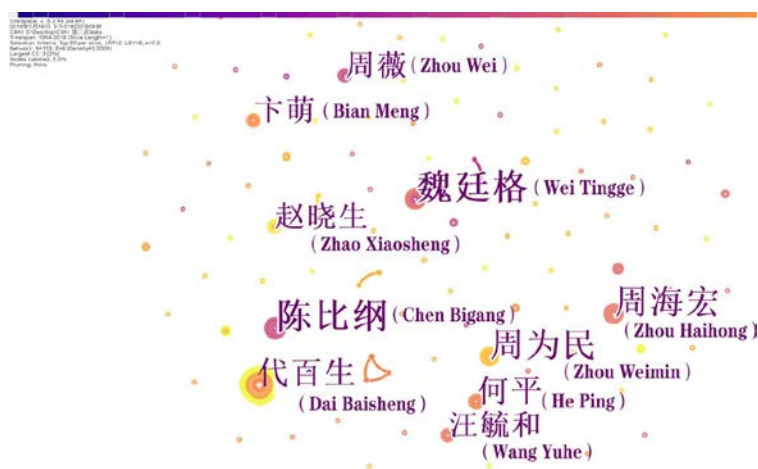 周薇(Zhou Wei)
卞萌(Bian Meng)
魏廷格(Wei Tingge)
赵晓生
(Zhao Xiaosheng)
陈比纲(Chen Bigang)
周海宏
(Zhou Haihong)
周为民
(Zhou Weimin)
代百生
(Dai Baisheng)
何平(He Ping)
汪毓和
(Wang Yuhe)